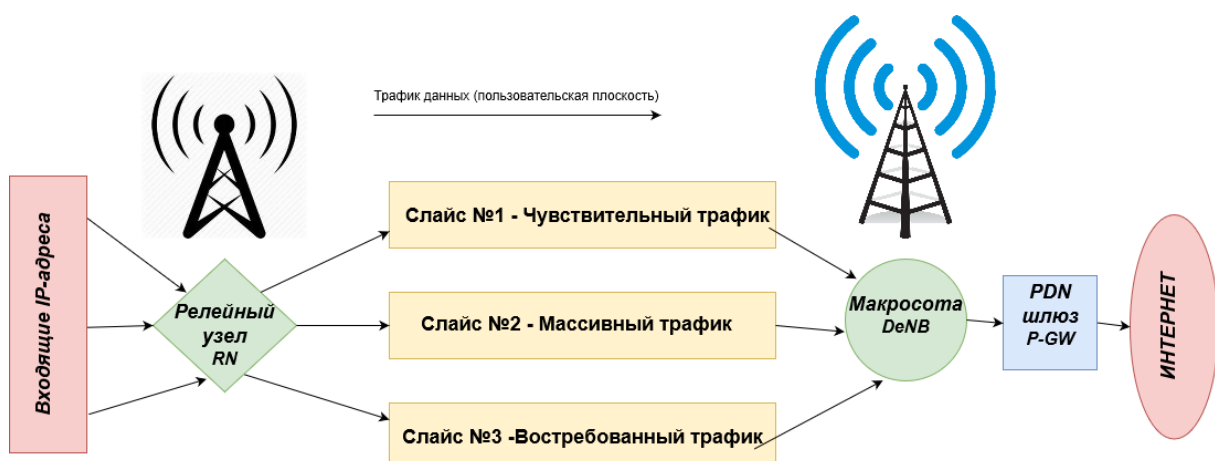 Трафик данных (пользовательская плоскость)
Входящие IP-адреса
Релейный
узел
RN
Слайс №1 - Чувствительный трафик
Слайс №2 - Массивный трафик
Слайс №3 -Востребованный трафик
Макросота
DeNB
PDN
шлюз
P-GW
ИНТЕРНЕТ